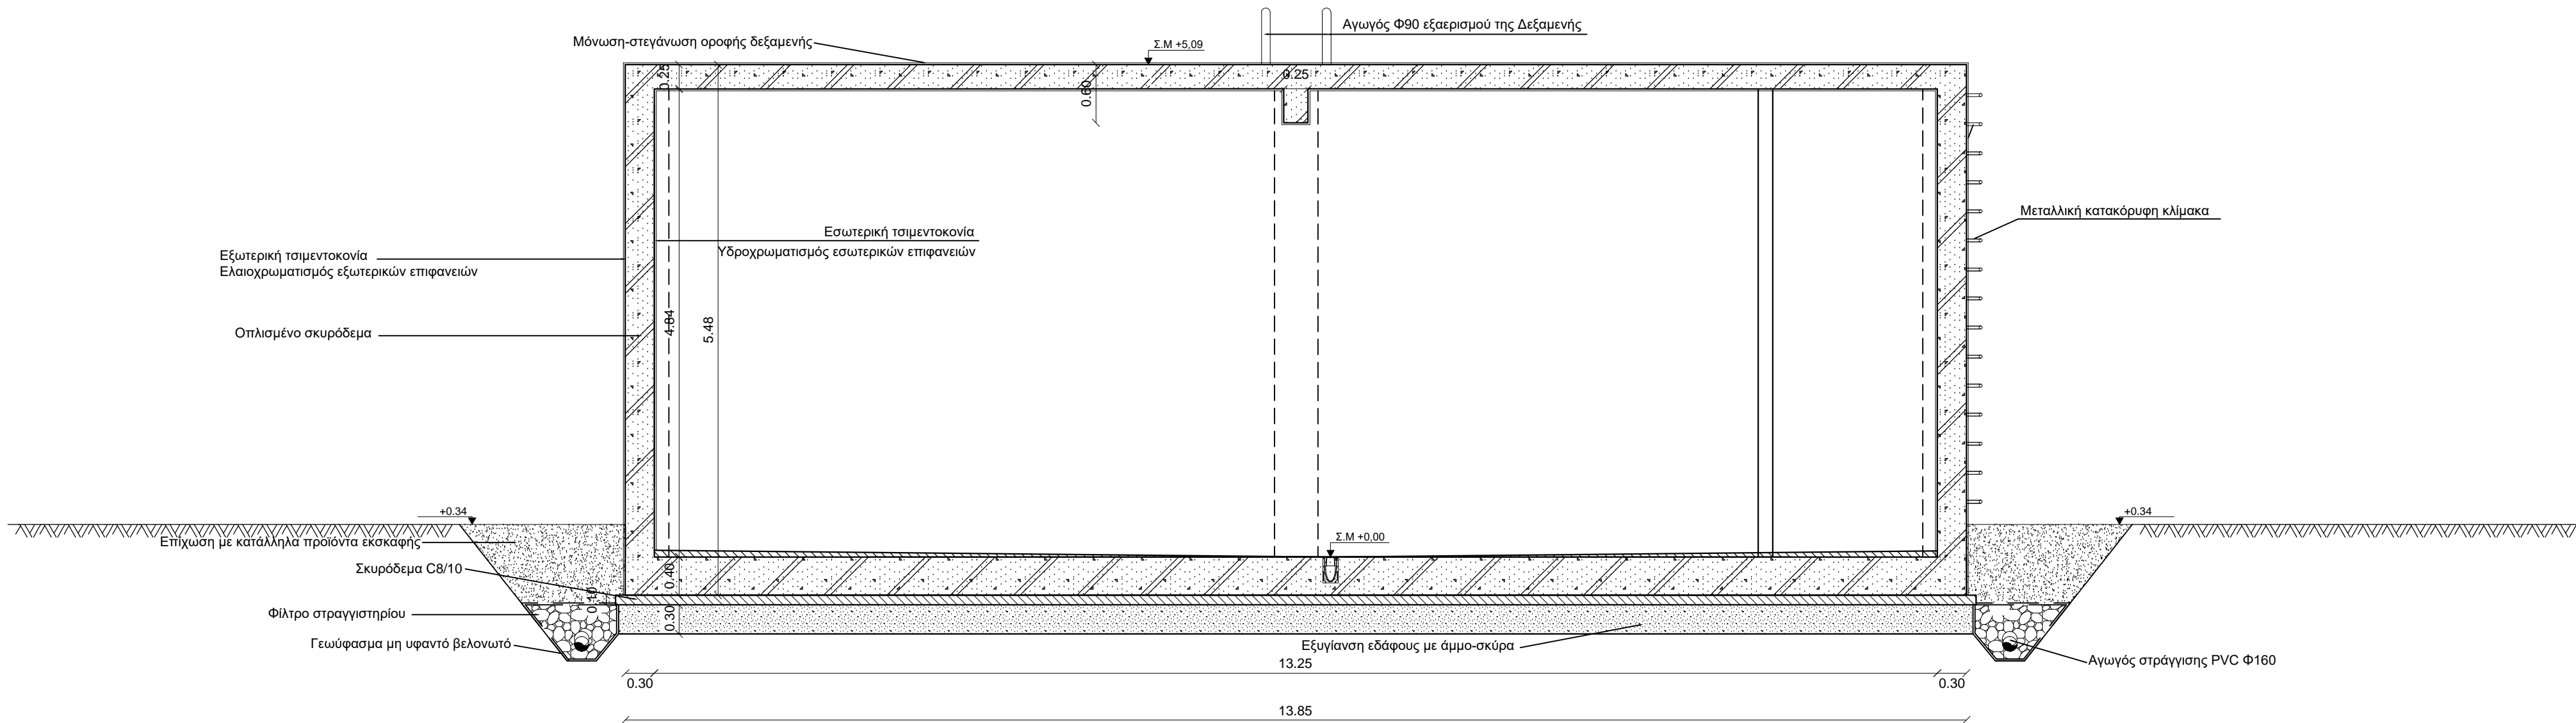 Αγωγός Φ90 εξαερισμού της Δεξαμενής
Μόνωση-στεγάνωση οροφής δεξαμενής
Σ.Μ +5,09
0.25
0.25
0.60
Μεταλλική κατακόρυφη κλίμακα
Εσωτερική τσιμεντοκονία
Υδροχρωματισμός εσωτερικών επιφανειών
Εξωτερική τσιμεντοκονία
Ελαιοχρωματισμός εξωτερικών επιφανειών
4.84
5.48
Οπλισμένο σκυρόδεμα
+0.34
+0.34
Επίχωση με κατάλληλα προϊόντα εκσκαφής
Σ.Μ +0,00
Σκυρόδεμα C8/10
0.40
0.10
Φίλτρο στραγγιστηρίου
0.30
Γεωύφασμα μη υφαντό βελονωτό
Εξυγίανση εδάφους με άμμο-σκύρα
Αγωγός στράγγισης PVC Φ160
0.30
13.25
0.30
13.85